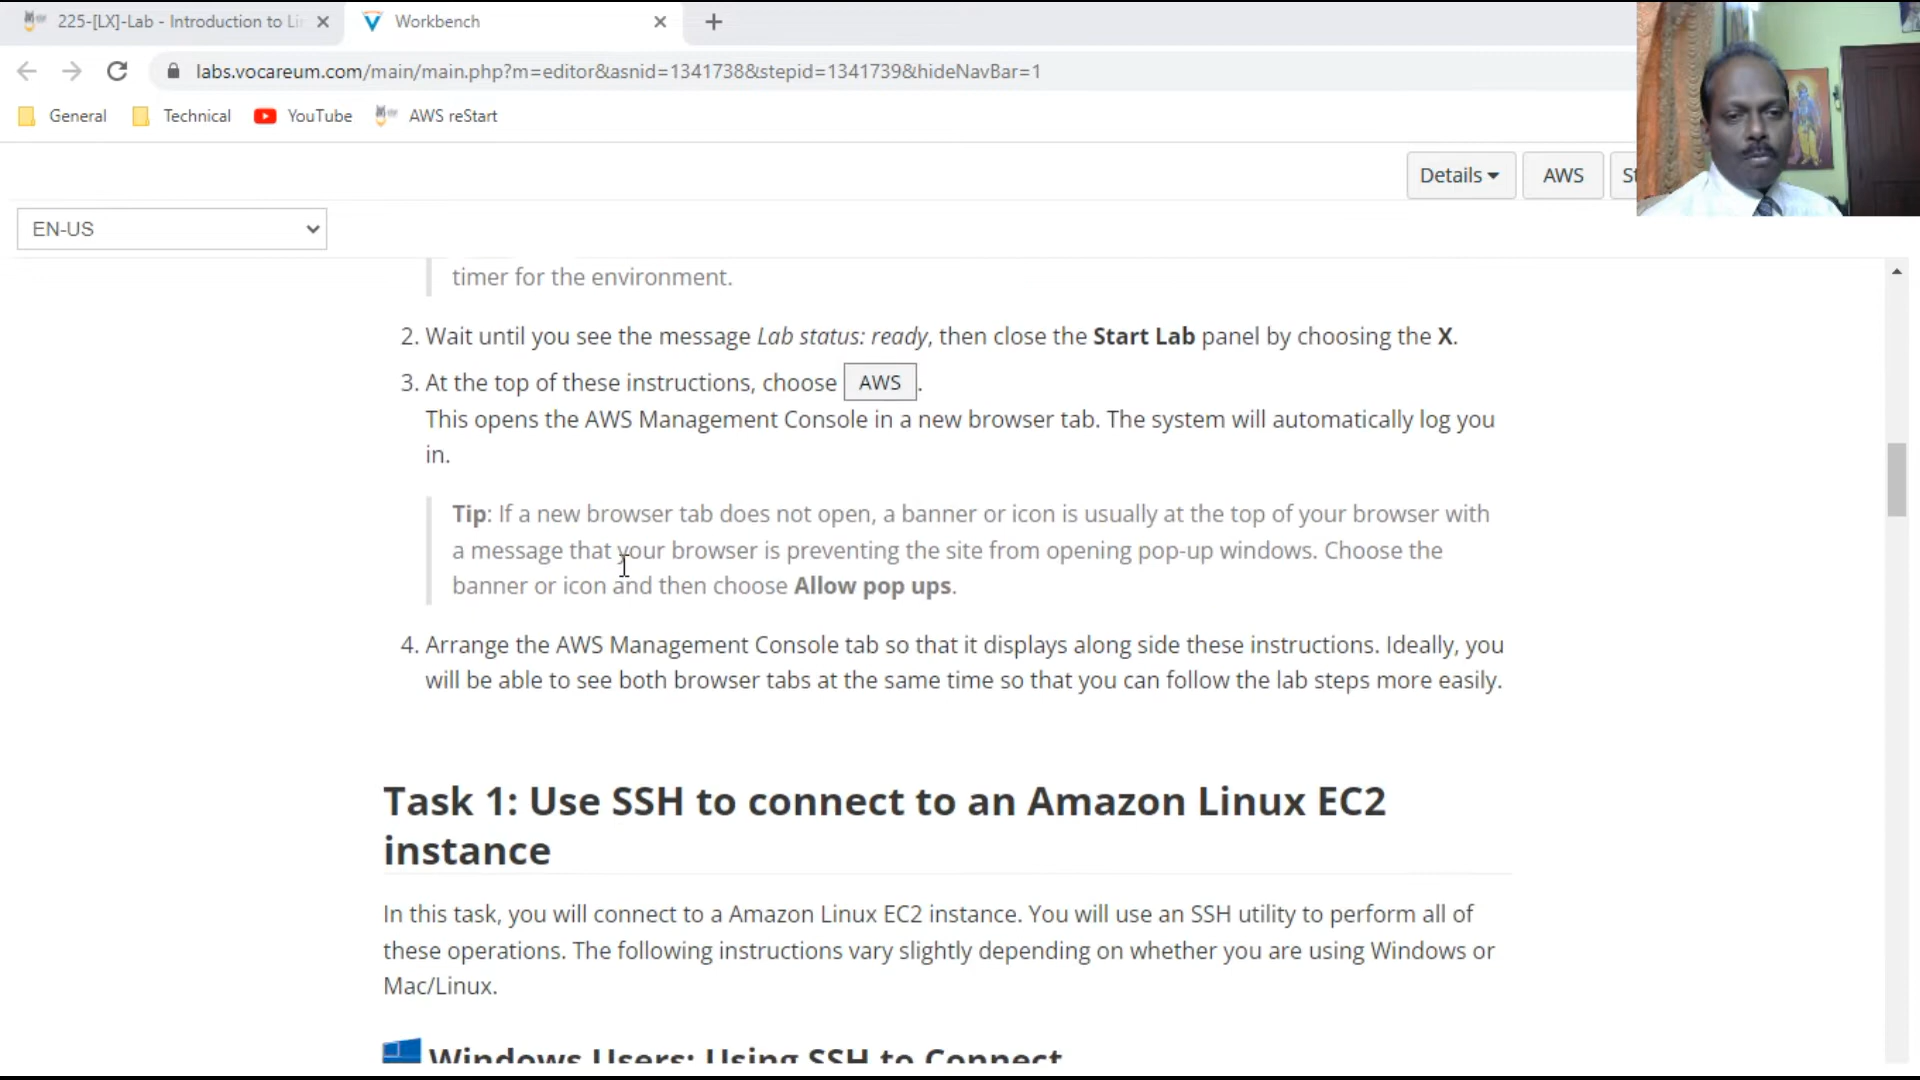 225-[LX]-Lab - Introduction to Li
Workbench
labs.vocareum.com/main/main.php?m=editor&asnid=1341738&stepid=1341739&hideNavBar=1
General
Technical
YouTube
AWS reStart
Details
AWS
St
EN-US
timer for the environment.
2. Wait until you see the message Lab status: ready, then close the Start Lab panel by choosing the X.
3. At the top of these instructions, choose AWS .
This opens the AWS Management Console in a new browser tab. The system will automatically log you
in.
Tip: If a new browser tab does not open, a banner or icon is usually at the top of your browser with
a message that your browser is preventing the site from opening pop-up windows. Choose the
banner or icon and then choose Allow pop ups.
4. Arrange the AWS Management Console tab so that it displays along side these instructions. Ideally, you
will be able to see both browser tabs at the same time so that you can follow the lab steps more easily.
Task 1: Use SSH to connect to an Amazon Linux EC2
instance
In this task, you will connect to a Amazon Linux EC2 instance. You will use an SSH utility to perform all of
these operations. The following instructions vary slightly depending on whether you are using Windows or
Mac/Linux.
Windows Users: Using SSH to Connect